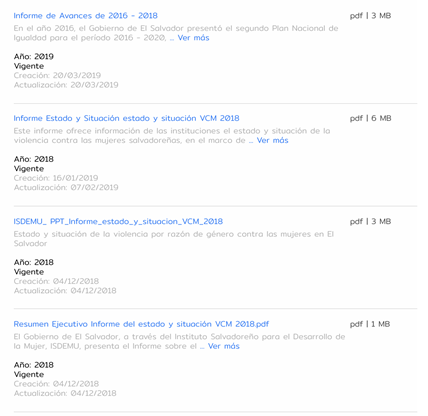 Informe de Avances de 2016 - 2018
pdf | 3 MB
En el año 2016, el Gobierno de El Salvador presentó el segundo Plan Nacional de
Igualdad para el período 2016 - 2020, ... Ver más
Año: 2019
Vigente
Creación: 20/03/2019
Actualización: 20/03/2019
Informe Estado y Situación estado y situación VCM 2018
pdf | 6 MB
Este informe ofrece información de las instituciones el estado y situación de la
violencia contra las mujeres salvadoreñas, en el marco de ... Ver más
Año: 2018
Vigente
Creación: 16/01/2019
Actualización: 07/02/2019
ISDEMU_ PPT_Informe_estado_y_situacion_VCM_2018
pdf | 3 MB
Estado y situación de la violencia por razón de género contra las mujeres en El
Salvador
Año: 2018
Vigente
Creación: 04/12/2018
Actualización: 04/12/2018
Resumen Ejecutivo Informe del estado y situación VCM 2018.pdf
pdf | 1 MB
El Gobierno de El Salvador, a través del Instituto Salvadoreño para el Desarrollo de
la Mujer, ISDEMU, presenta el Informe sobre el ... Ver más
Año: 2018
Vigente
Creación: 04/12/2018
Actualización: 04/12/2018